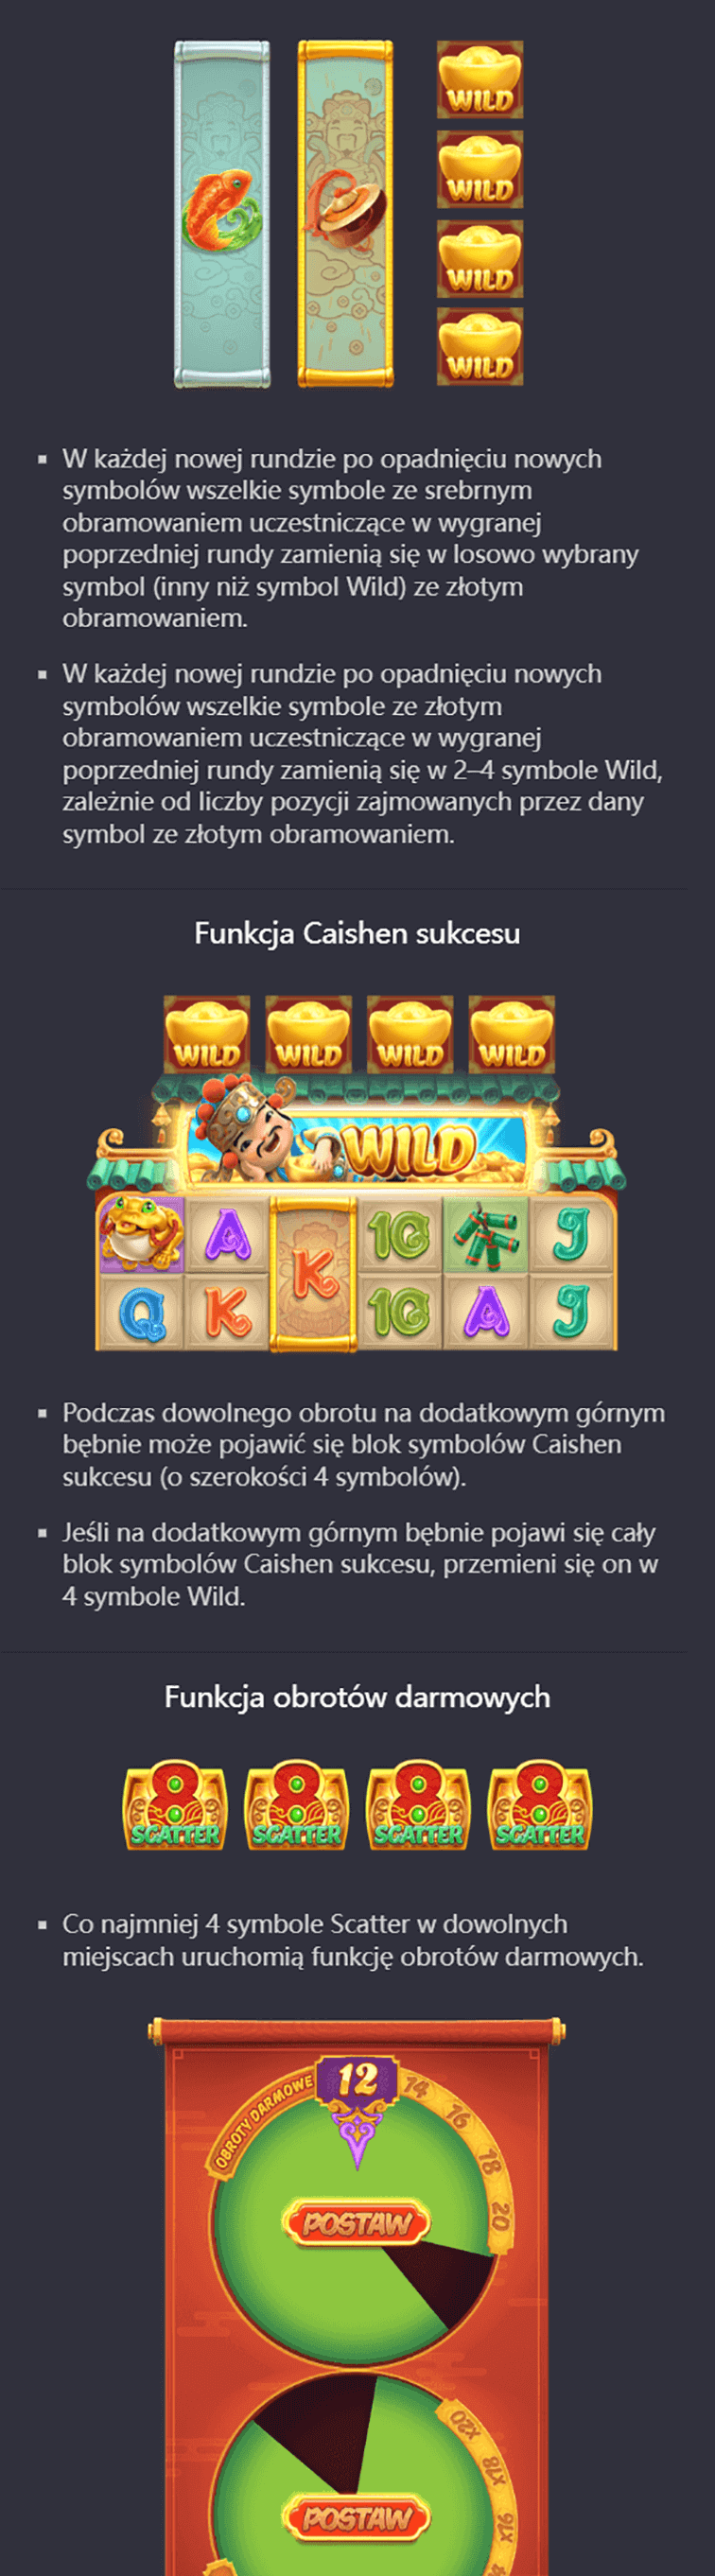 WILD
WILD
WILD
WILD
▪ W każdej nowej rundzie po opadnięciu nowych
symbolów wszelkie symbole ze srebrnym
obramowaniem uczestniczące w wygranej
poprzedniej rundy zamienią się w losowo wybrany
symbol (inny niż symbol Wild) ze złotym
obramowaniem.
▪ W każdej nowej rundzie po opadnięciu nowych
symbolów wszelkie symbole ze złotym
obramowaniem uczestniczące w wygranej
poprzedniej rundy zamienią się w 2–4 symbole Wild,
zależnie od liczby pozycji zajmowanych przez dany
symbol ze złotym obramowaniem.
Funkcja Caishen sukcesu
WILD WILD WILD WILD
WILD
A K 10 J
Q K 10 A J
▪ Podczas dowolnego obrotu na dodatkowym górnym
bębnie może pojawić się blok symbolów Caishen
sukcesu (o szerokości 4 symbolów).
▪ Jeśli na dodatkowym górnym bębnie pojawi się cały
blok symbolów Caishen sukcesu, przemieni się on w
4 symbole Wild.
Funkcja obrotów darmowych
8 8 8 8
SCATTER SCATTER SCATTER SCATTER
▪ Co najmniej 4 symbole Scatter w dowolnych
miejscach uruchomią funkcję obrotów darmowych.
OBROTY DARMOWE 12 14 16 18 20
POSTAW
x20
x18
x16
POSTAW